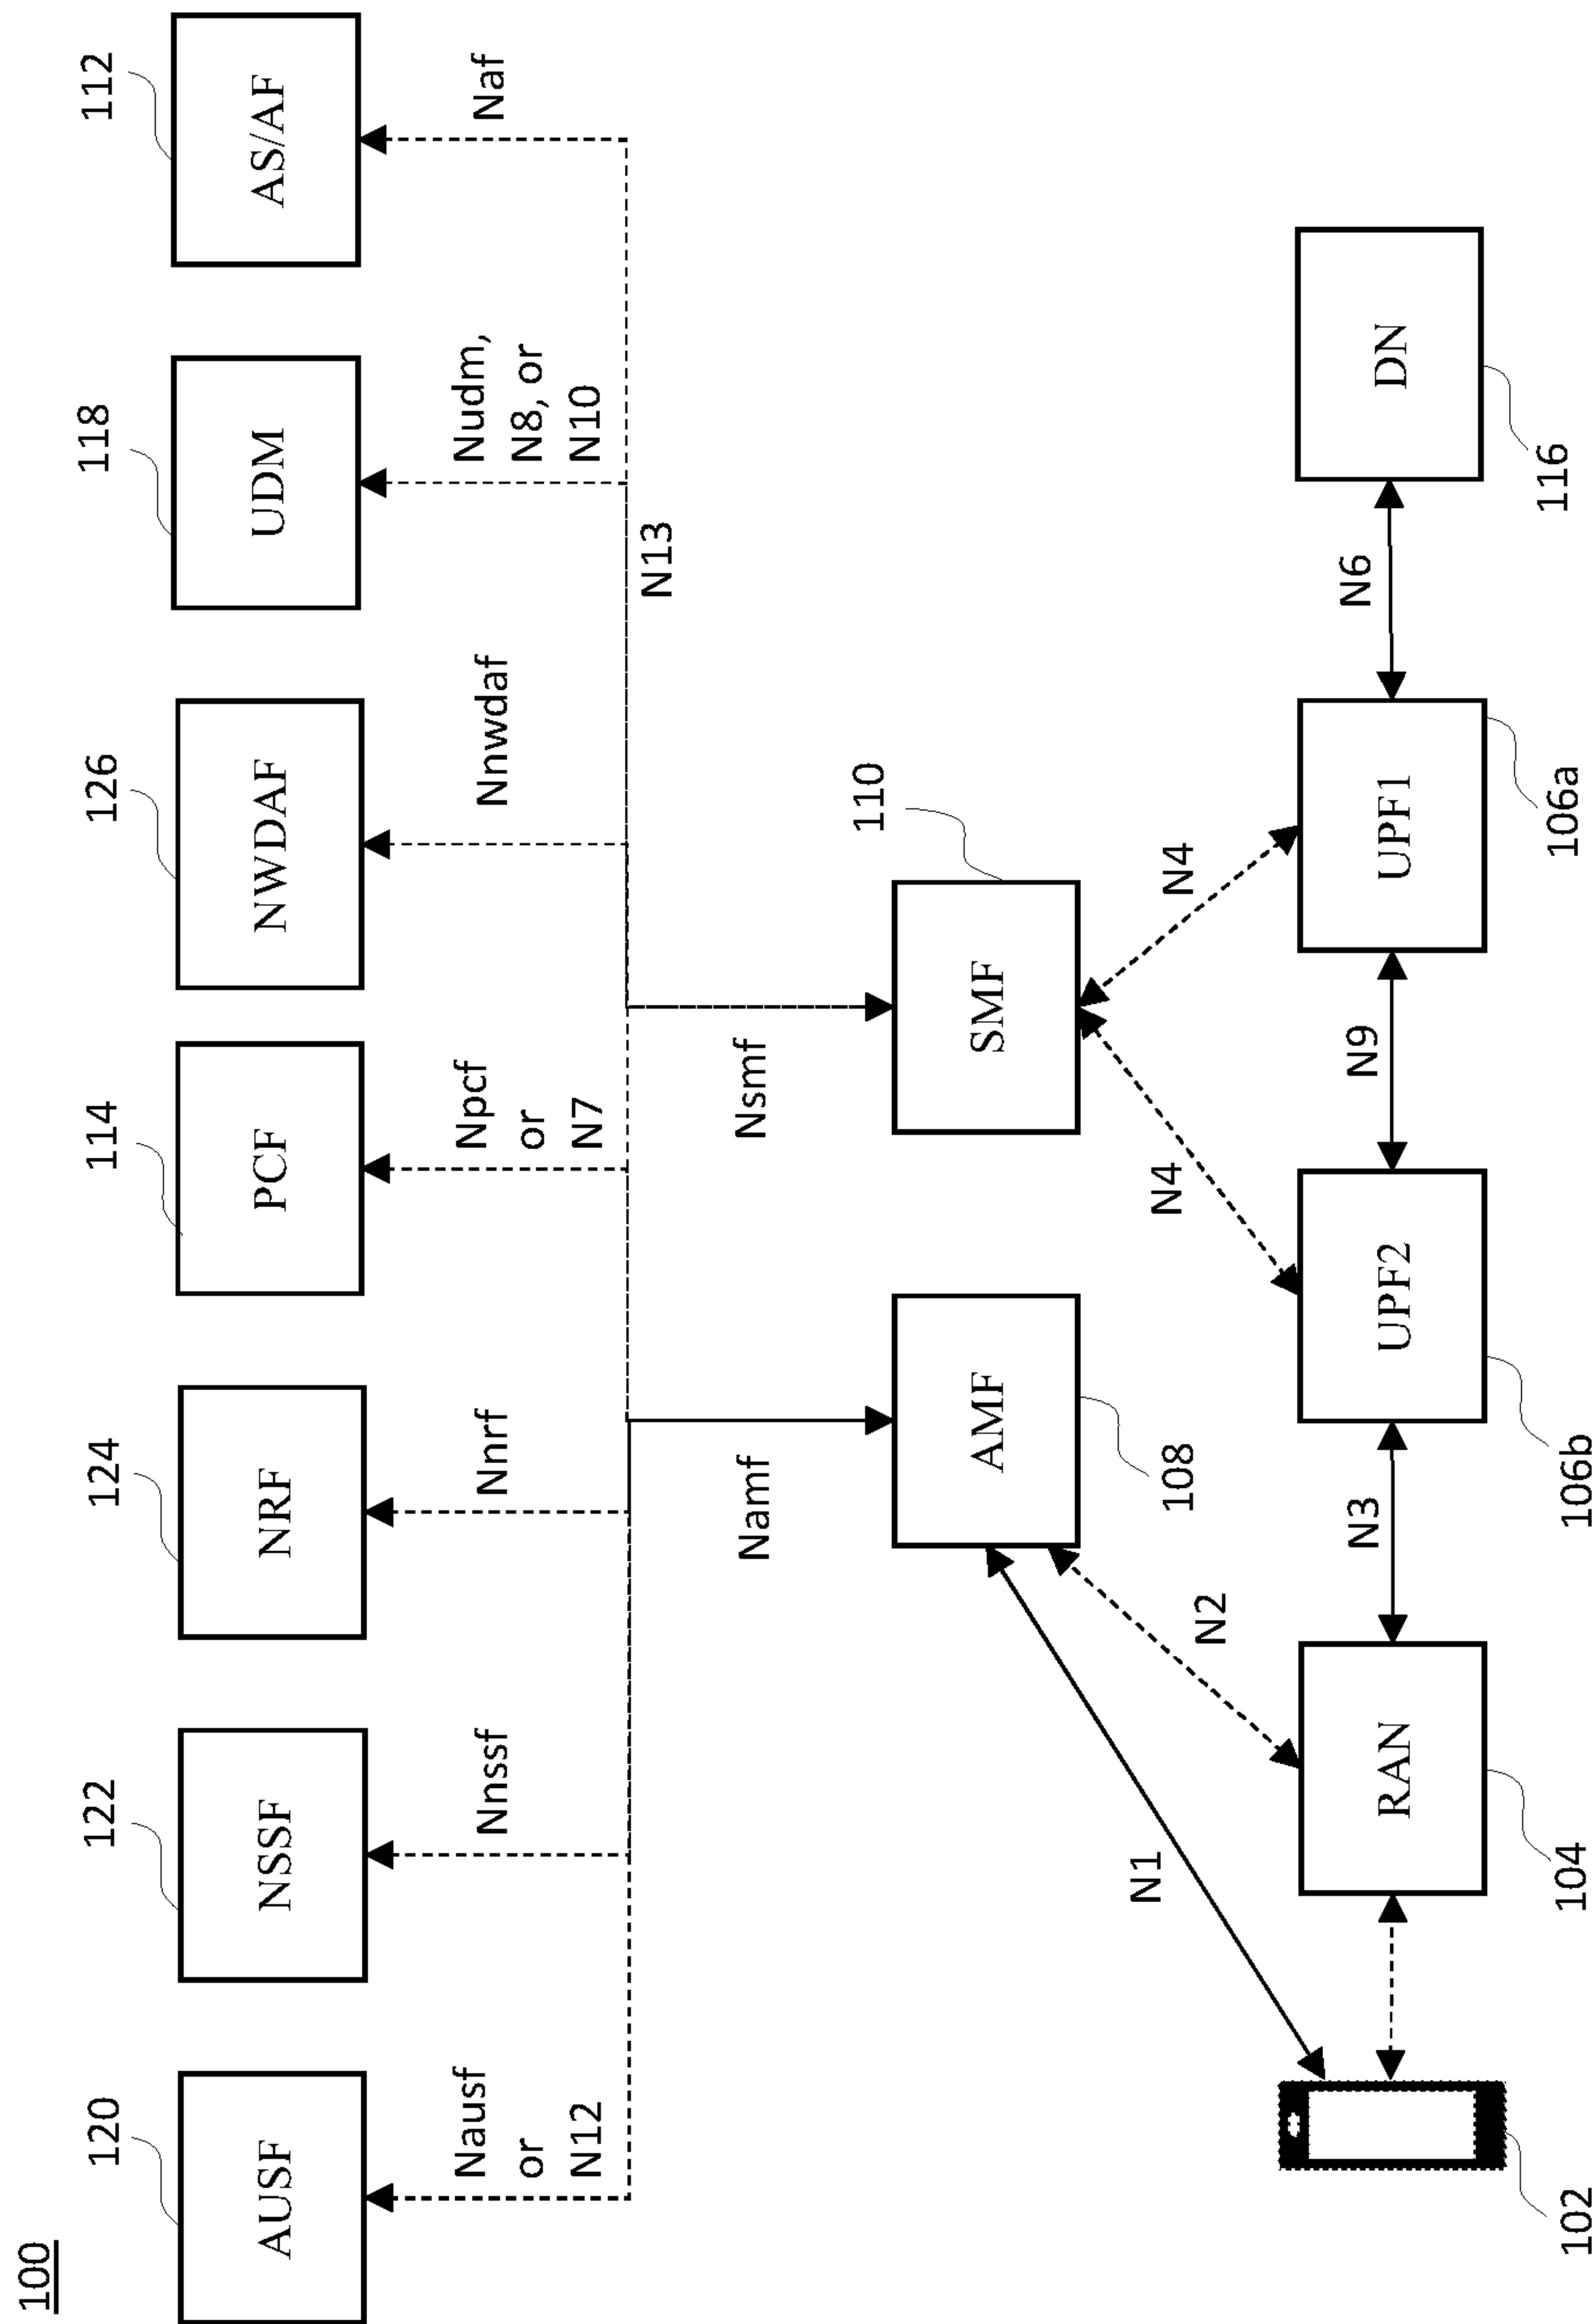 100
120
122
124
114
126
118
112
AUSF
NSSF
NRF
PCF
NWDAF
UDM
AS/AF
Nausf
or
N12
Nnssf
Nnrf
Npcf
or
N7
Nnwdaf
Nudm,
N8, or
N10
Naf
N13
Namf
Nsmf
110
AMF
SMF
108
N1
N2
N4
N4
RAN
N3
UPF2
N9
UPF1
N6
DN
102
104
106b
106a
116